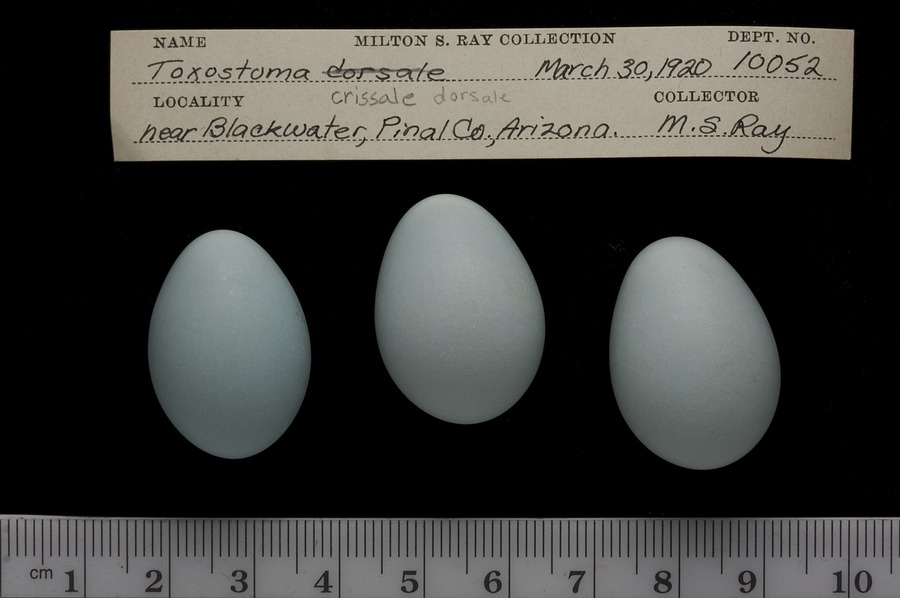 NAME MILTON S. RAY COLLECTION DEPT. NO.
Toxostoma dorsale March 30, 1920 10052
LOCALITY crissale dorsale COLLECTOR
near Blackwater, Pinal Co., Arizona. M.S. Ray
cm 1 2 3 4 5 6 7 8 9 10